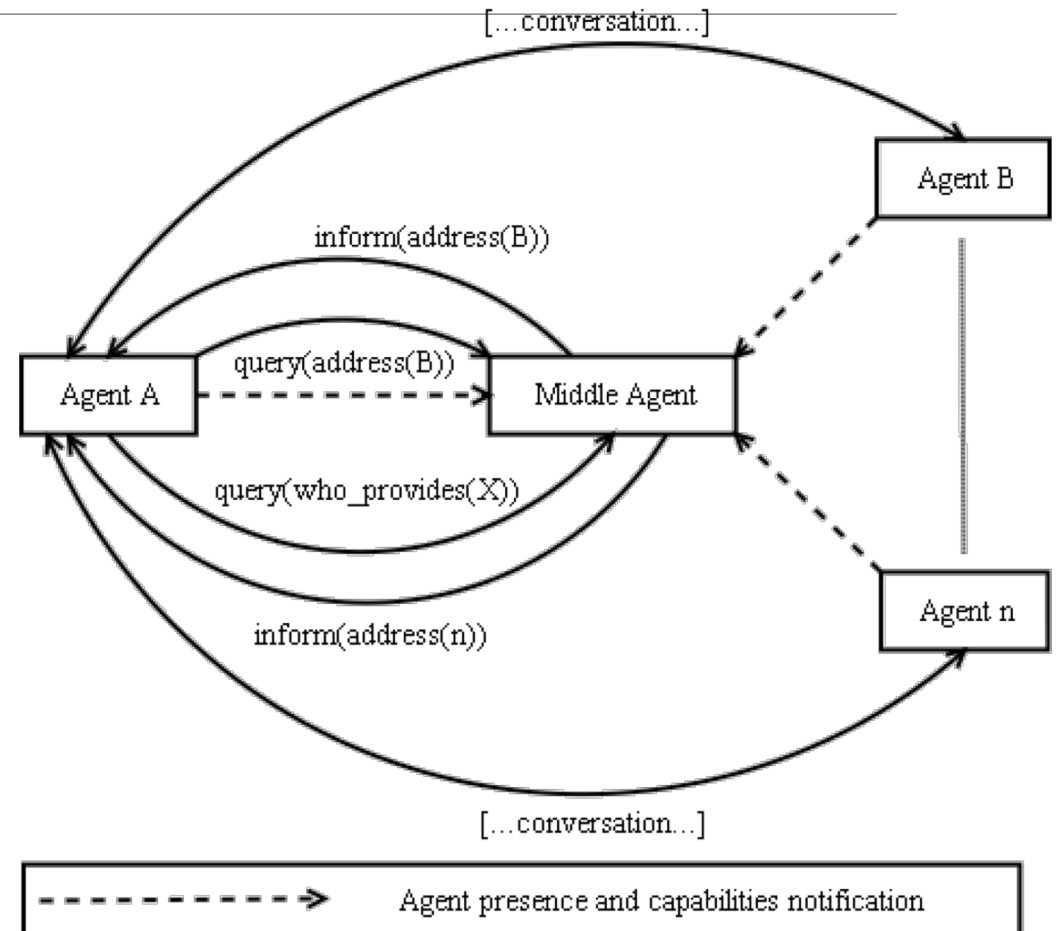 [...conversation...]
Agent B
inform(address(B))
query(address(B))
Agent A
Middle Agent
query(who_provides(X))
Agent n
inform(address(n))
[...conversation...]
Agent presence and capabilities notification